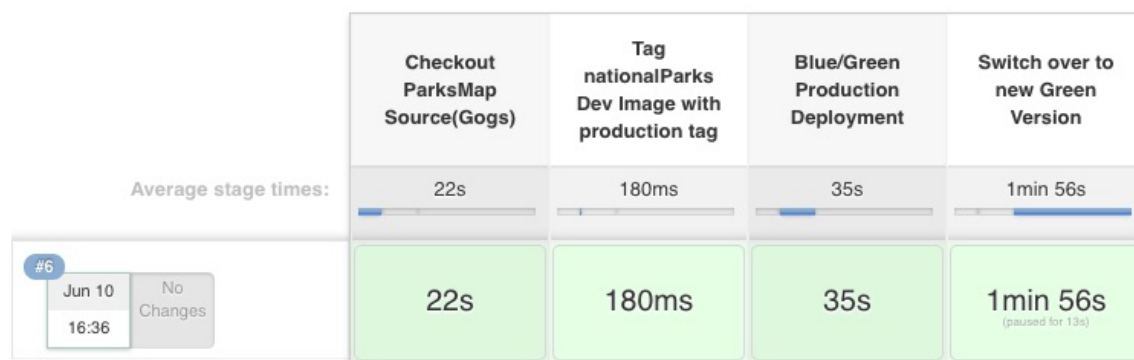 Checkout
ParksMap
Source(Gogs)
Tag
nationalParks
Dev Image with
production tag
Blue/Green
Production
Deployment
Switch over to
new Green
Version
Average stage times:
22s
180ms
35s
1min 56s
#6
Jun 10
16:36
No
Changes
22s
180ms
35s
1min 56s
(paused for 13s)